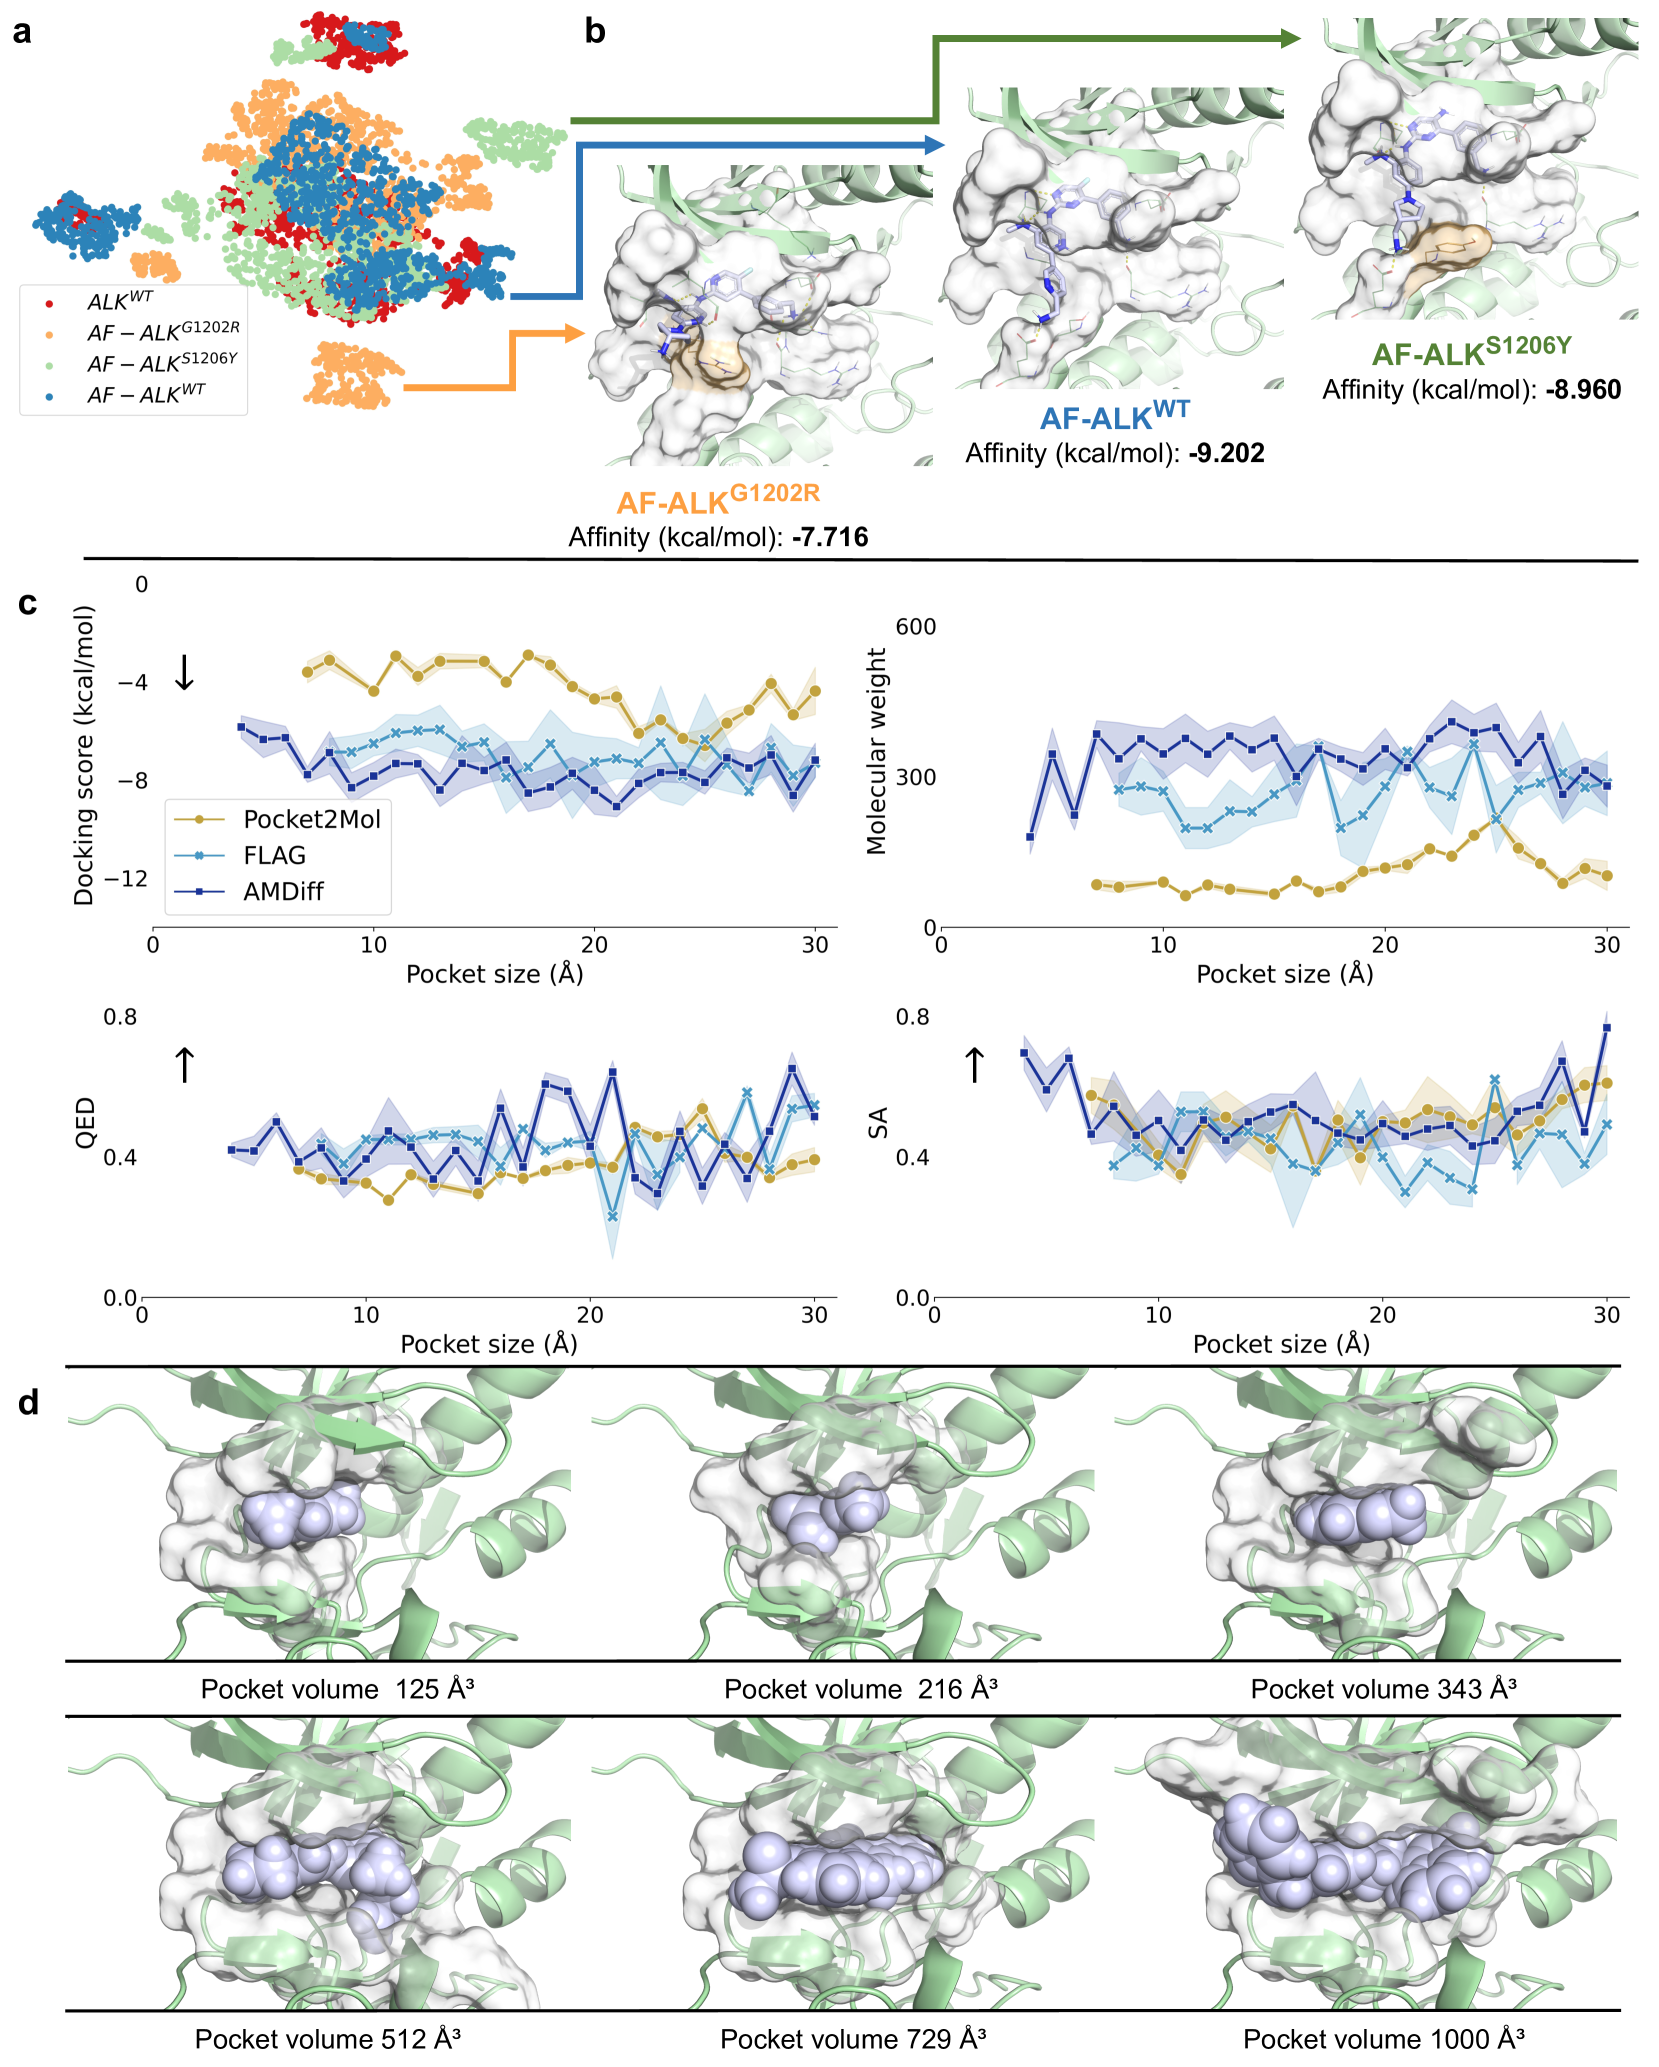 a
b
ALK^WT
AF − ALK^G1202R
AF − ALK^S1206Y
AF − ALK^WT
AF-ALK^S1206Y
Affinity (kcal/mol): -8.960
AF-ALK^WT
Affinity (kcal/mol): -9.202
AF-ALK^G1202R
Affinity (kcal/mol): -7.716
c
Docking score (kcal/mol)
0
−4
−8
−12
↓
Pocket2Mol
FLAG
AMDiff
0 10 20 30
Pocket size (Å)
Molecular weight
600
300
0
0 10 20 30
Pocket size (Å)
QED
0.8
0.4
0.0
↑
0 10 20 30
Pocket size (Å)
SA
0.8
0.4
0.0
↑
0 10 20 30
Pocket size (Å)
d
Pocket volume 125 Å³
Pocket volume 216 Å³
Pocket volume 343 Å³
Pocket volume 512 Å³
Pocket volume 729 Å³
Pocket volume 1000 Å³